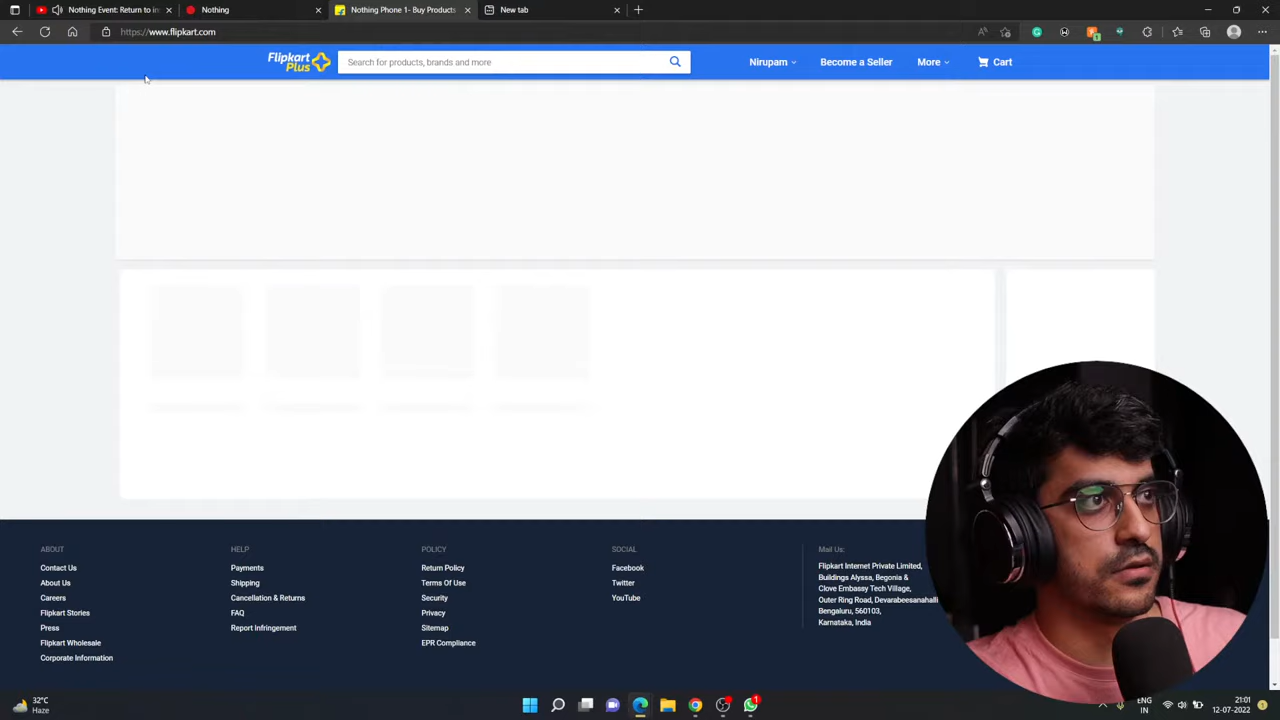 Nothing Event: Return to in
Nothing
Nothing Phone 1- Buy Products
New tab
https://www.flipkart.com
Flipkart
Plus
Search for products, brands and more
Nirupam
Become a Seller
More
Cart
ABOUT
Contact Us
About Us
Careers
Flipkart Stories
Press
Flipkart Wholesale
Corporate Information
HELP
Payments
Shipping
Cancellation & Returns
FAQ
Report Infringement
POLICY
Return Policy
Terms Of Use
Security
Privacy
Sitemap
EPR Compliance
SOCIAL
Facebook
Twitter
YouTube
Mail Us:
Flipkart Internet Private Limited,
Buildings Alyssa, Begonia &
Clove Embassy Tech Village,
Outer Ring Road, Devarabeesanahalli
Bengaluru, 560103,
Karnataka, India
32°C
Haze
1
ENG
IN
21:01
12-07-2022